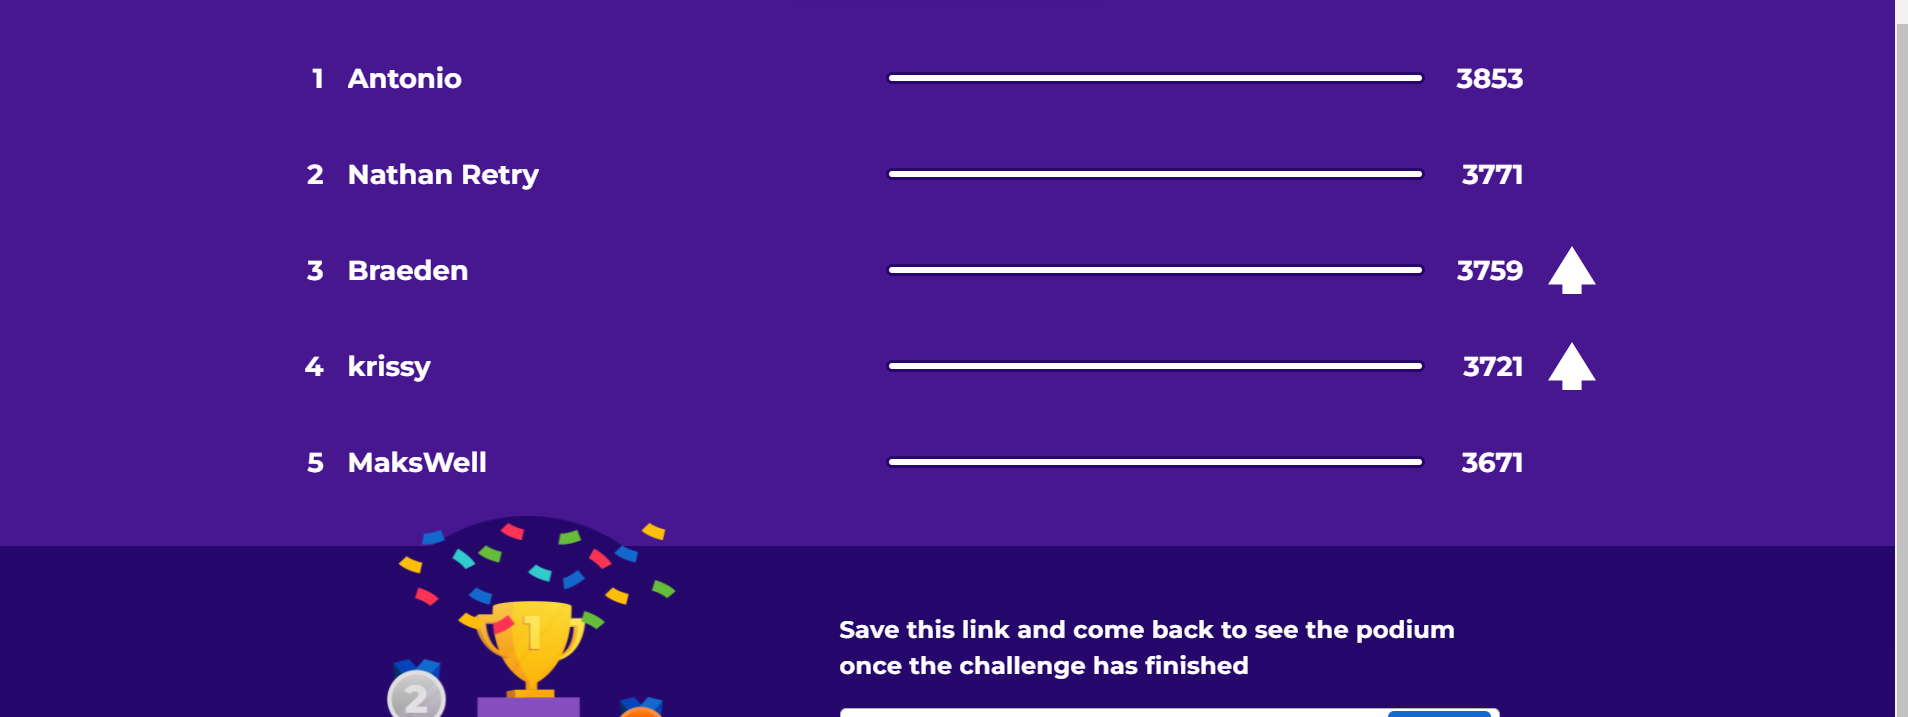 1 Antonio 3853
2 Nathan Retry 3771
3 Braeden 3759
4 krissy 3721
5 MaksWell 3671
1
Save this link and come back to see the podium
once the challenge has finished
2